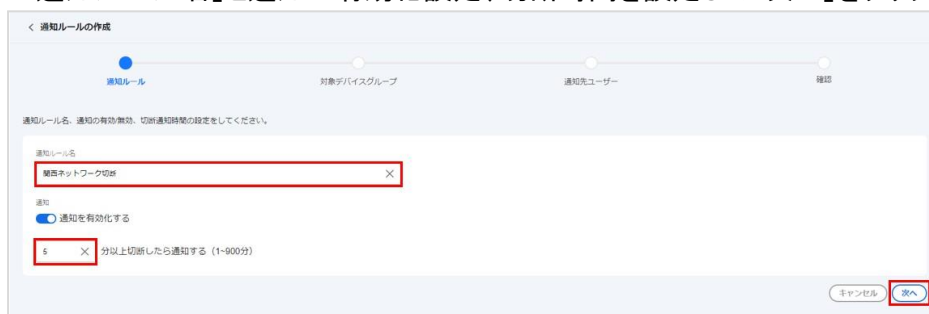 < 通知ルールの作成
通知ルール
対象デバイスグループ
通知先ユーザー
確認
通知ルール名、通知の有効/無効、切断通知時間の設定をしてください。
通知ルール名
関西ネットワーク切断
通知
通知を有効化する
5 分以上切断したら通知する（1~900分）
キャンセル
次へ